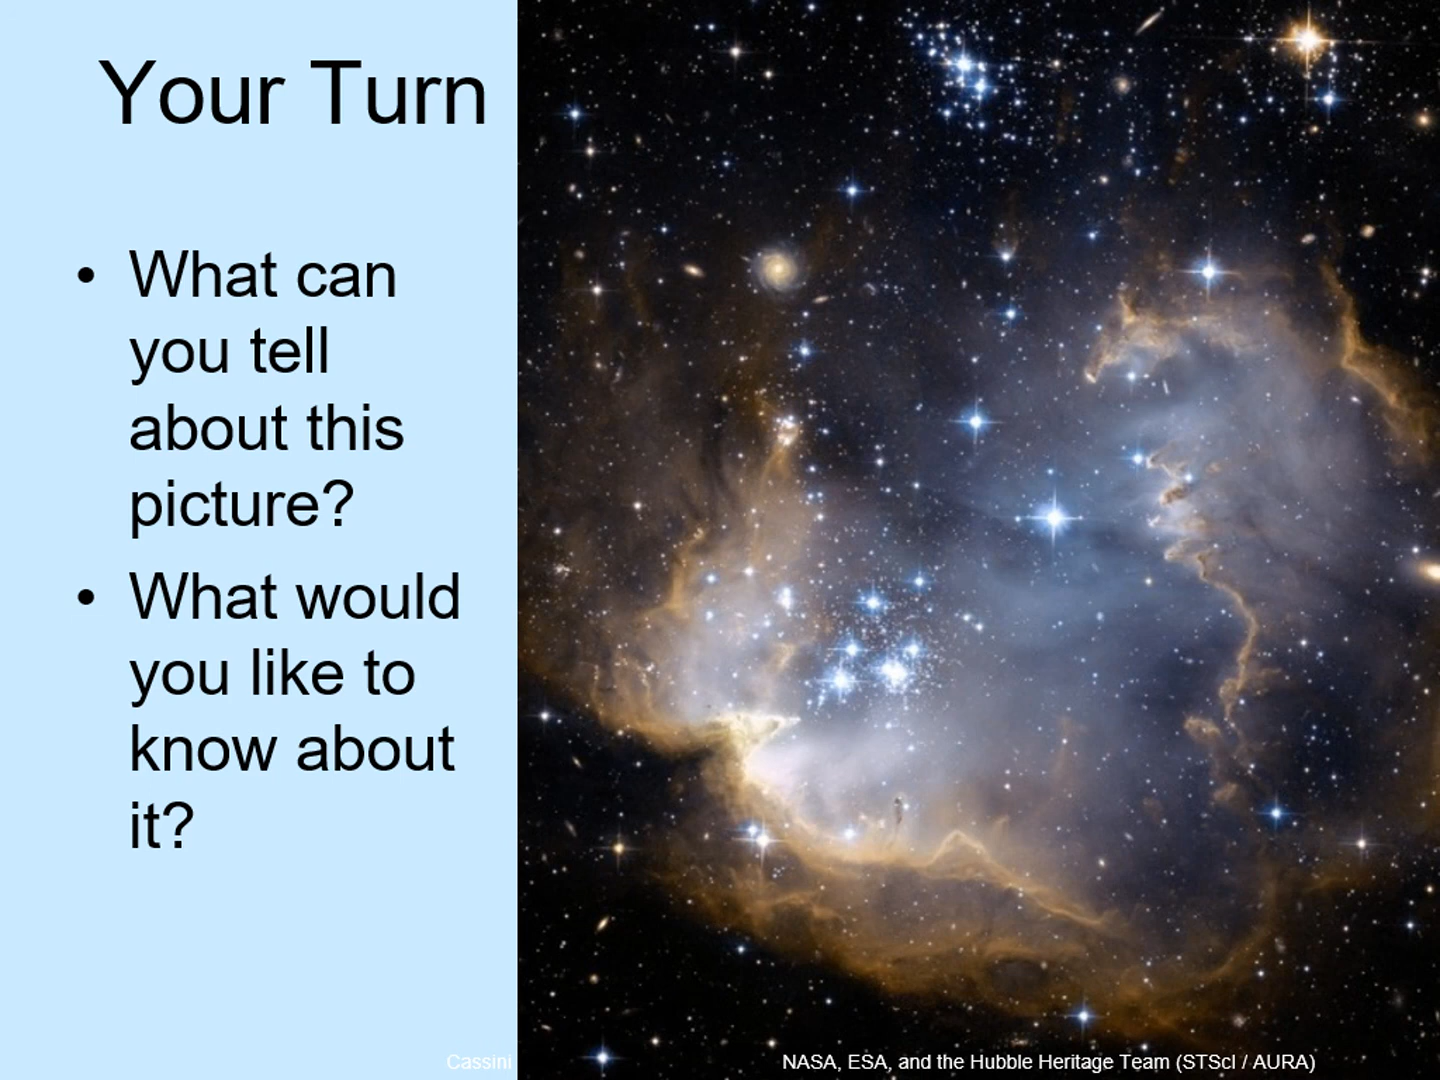 Your Turn
• What can
you tell
about this
picture?
• What would
you like to
know about
it?
Cassini
NASA, ESA, and the Hubble Heritage Team (STScI / AURA)